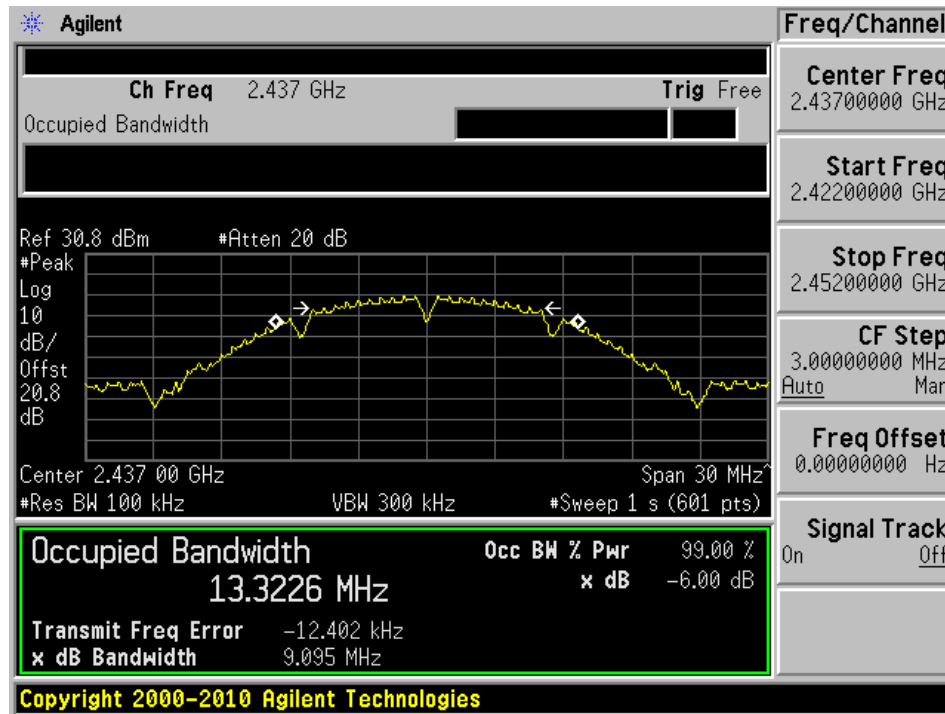 Agilent
Freq/Channel
Ch Freq 2.437 GHz Trig Free
Occupied Bandwidth
Center Freq
2.43700000 GHz
Start Freq
2.42200000 GHz
Stop Freq
2.45200000 GHz
CF Step
3.00000000 MHz
Auto Man
Freq Offset
0.00000000 Hz
Signal Track
On Off
Ref 30.8 dBm #Atten 20 dB
#Peak
Log
10
dB/
Offst
20.8
dB
Center 2.437 00 GHz Span 30 MHz^
#Res BW 100 kHz VBW 300 kHz #Sweep 1 s (601 pts)
Occupied Bandwidth Occ BW % Pwr 99.00 %
13.3226 MHz x dB -6.00 dB
Transmit Freq Error -12.402 kHz
x dB Bandwidth 9.095 MHz
Copyright 2000-2010 Agilent Technologies